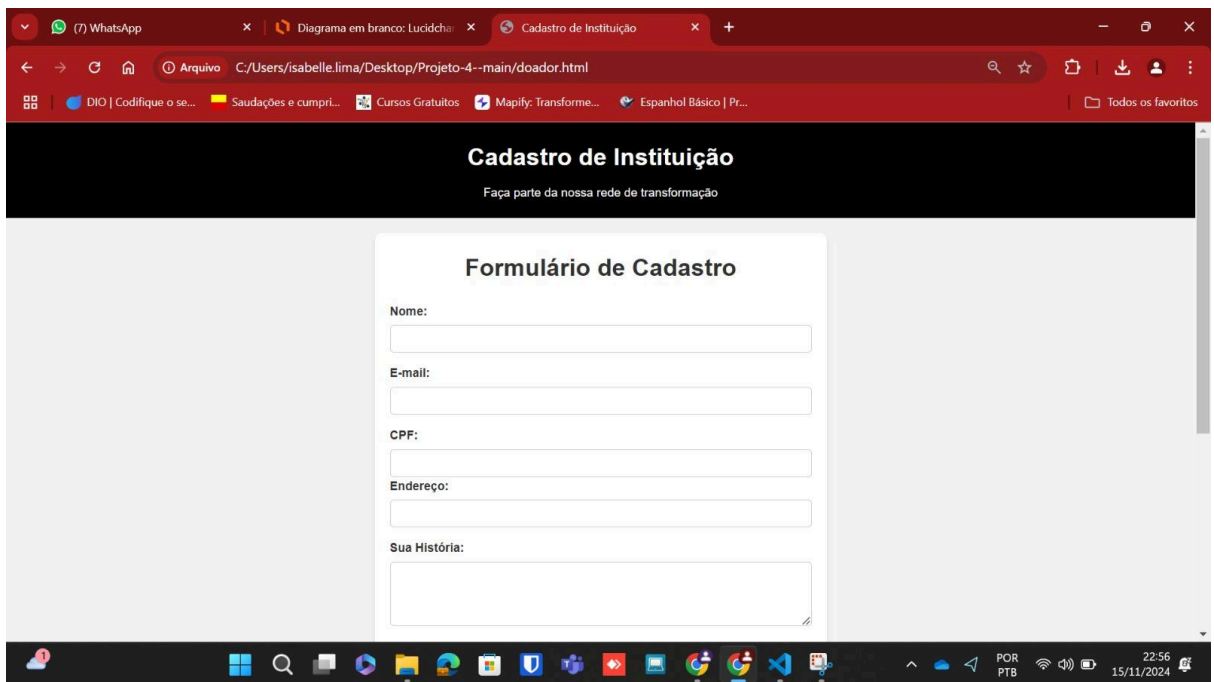 (7) WhatsApp
Diagrama em branco: Lucidchar
Cadastro de Instituição
Arquivo C:/Users/isabelle.lima/Desktop/Projeto-4--main/doador.html
DIO | Codifique o se... Saudações e cumpri... Cursos Gratuitos Mapify: Transforme... Espanhol Básico | Pr... Todos os favoritos
Cadastro de Instituição
Faça parte da nossa rede de transformação
Formulário de Cadastro
Nome:
E-mail:
CPF:
Endereço:
Sua História:
1
POR
PTB
22:56
15/11/2024